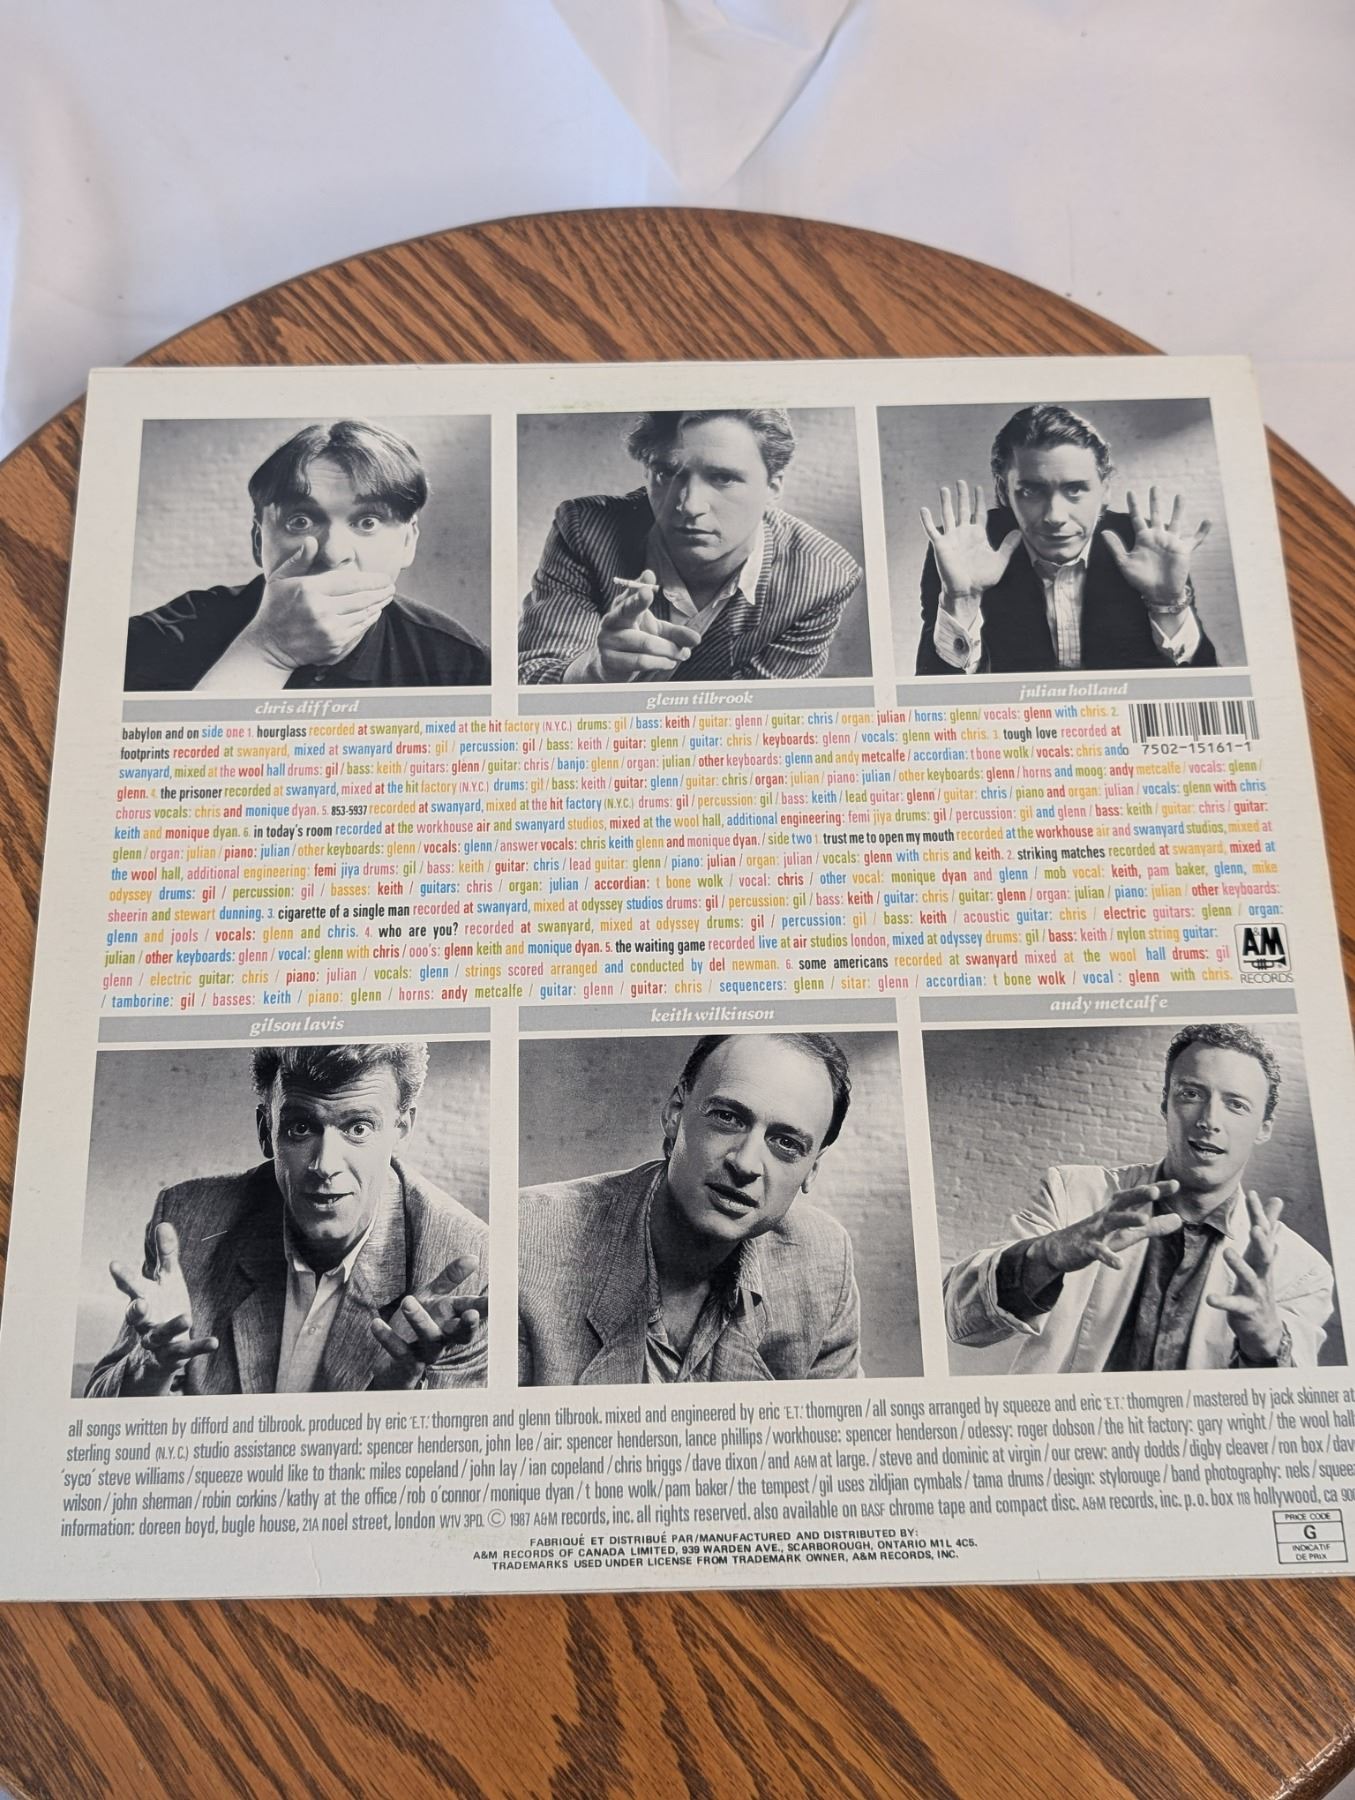 chris difford
glenn tilbrook
julian holland
babylon and on side one 1. hourglass recorded at swanyard, mixed at the hit factory (N.Y.C.) drums: gil / bass: keith / guitar: glenn / guitar: chris / organ: julian / horns: glenn / vocals: glenn with chris. 2.
footprints recorded at swanyard, mixed at swanyard drums: gil / percussion: gil / bass: keith / guitar: glenn / guitar: chris / keyboards: glenn / vocals: glenn with chris. 3. tough love recorded at
swanyard, mixed at the wool hall drums: gil / bass: keith / guitars: glenn / guitar: chris / banjo: glenn / organ: julian / other keyboards: glenn and andy metcalfe / accordian: t bone wolk / vocals: chris and
7502-15161-1
glenn. 4. the prisoner recorded at swanyard, mixed at the hit factory (N.Y.C.) drums: gil / bass: keith / guitar: glenn / guitar: chris / organ: julian / piano: julian / other keyboards: glenn / horns and moog: andy metcalfe / vocals: glenn /
chorus vocals: chris and monique dyan. 5. 853-5937 recorded at swanyard, mixed at the hit factory (N.Y.C.) drums: gil / percussion: gil / bass: keith / lead guitar: glenn / guitar: chris / piano and organ: julian / vocals: glenn with chris
keith and monique dyan. 6. in today's room recorded at the workhouse air and swanyard studios, mixed at the wool hall, additional engineering: femi jiya drums: gil / percussion: gil and glenn / bass: keith / guitar: chris / guitar:
glenn / organ: julian / piano: julian / other keyboards: glenn / vocals: glenn / answer vocals: chris keith glenn and monique dyan. / side two 1. trust me to open my mouth recorded at the workhouse air and swanyard studios, mixed at
the wool hall, additional engineering: femi jiya drums: gil / bass: keith / guitar: chris / lead guitar: glenn / piano: julian / organ: julian / vocals: glenn with chris and keith. 2. striking matches recorded at swanyard, mixed at
odyssey drums: gil / percussion: gil / basses: keith / guitars: chris / organ: julian / accordian: t bone wolk / vocal: chris / other vocal: monique dyan and glenn / mob vocal: keith, pam baker, glenn, mike
sheerin and stewart dunning. 3. cigarette of a single man recorded at swanyard, mixed at odyssey studios drums: gil / percussion: gil / bass: keith / guitar: chris / guitar: glenn / organ: julian / piano: julian / other keyboards:
glenn and jools / vocals: glenn and chris. 4. who are you? recorded at swanyard, mixed at odyssey drums: gil / percussion: gil / bass: keith / acoustic guitar: chris / electric guitars: glenn / organ:
julian / other keyboards: glenn / vocal: glenn with chris / ooo's: glenn keith and monique dyan. 5. the waiting game recorded live at air studios london, mixed at odyssey drums: gil / bass: keith / nylon string guitar:
glenn / electric guitar: chris / piano: julian / vocals: glenn / strings scored arranged and conducted by del newman. 6. some americans recorded at swanyard mixed at the wool hall drums: gil
/ tamborine: gil / basses: keith / piano: glenn / horns: andy metcalfe / guitar: glenn / guitar: chris / sequencers: glenn / sitar: glenn / accordian: t bone wolk / vocal : glenn with chris.
A&M
RECORDS
gilson lavis
keith wilkinson
andy metcalfe
all songs written by difford and tilbrook. produced by eric 'E.T.' thorngren and glenn tilbrook. mixed and engineered by eric 'E.T.' thorngren / all songs arranged by squeeze and eric 'E.T.' thorngren / mastered by jack skinner at
sterling sound (N.Y.C.) studio assistance swanyard: spencer henderson, john lee / air: spencer henderson, lance phillips / workhouse: spencer henderson / odessy: roger dobson / the hit factory: gary wright / the wool hall
'syco' steve williams / squeeze would like to thank: miles copeland / john lay / ian copeland / chris briggs / dave dixon / and A&M at large. / steve and dominic at virgin / our crew: andy dodds / digby cleaver / ron box / dav
wilson / john sherman / robin corkins / kathy at the office / rob o'connor / monique dyan / t bone wolk / pam baker / the tempest / gil uses zildjian cymbals / tama drums / design: stylorouge / band photography: nels / squee
information: doreen boyd, bugle house, 21A noel street, london W1V 3PD. © 1987 A&M records, inc. all rights reserved. also available on BASF chrome tape and compact disc. A&M records, inc. p.o. box 118 hollywood, ca 90
FABRIQUÉ ET DISTRIBUÉ PAR/MANUFACTURED AND DISTRIBUTED BY:
A&M RECORDS OF CANADA LIMITED, 939 WARDEN AVE., SCARBOROUGH, ONTARIO M1L 4C5.
TRADEMARKS USED UNDER LICENSE FROM TRADEMARK OWNER, A&M RECORDS, INC.
PRICE CODE
G
INDICATIF
DE PRIX